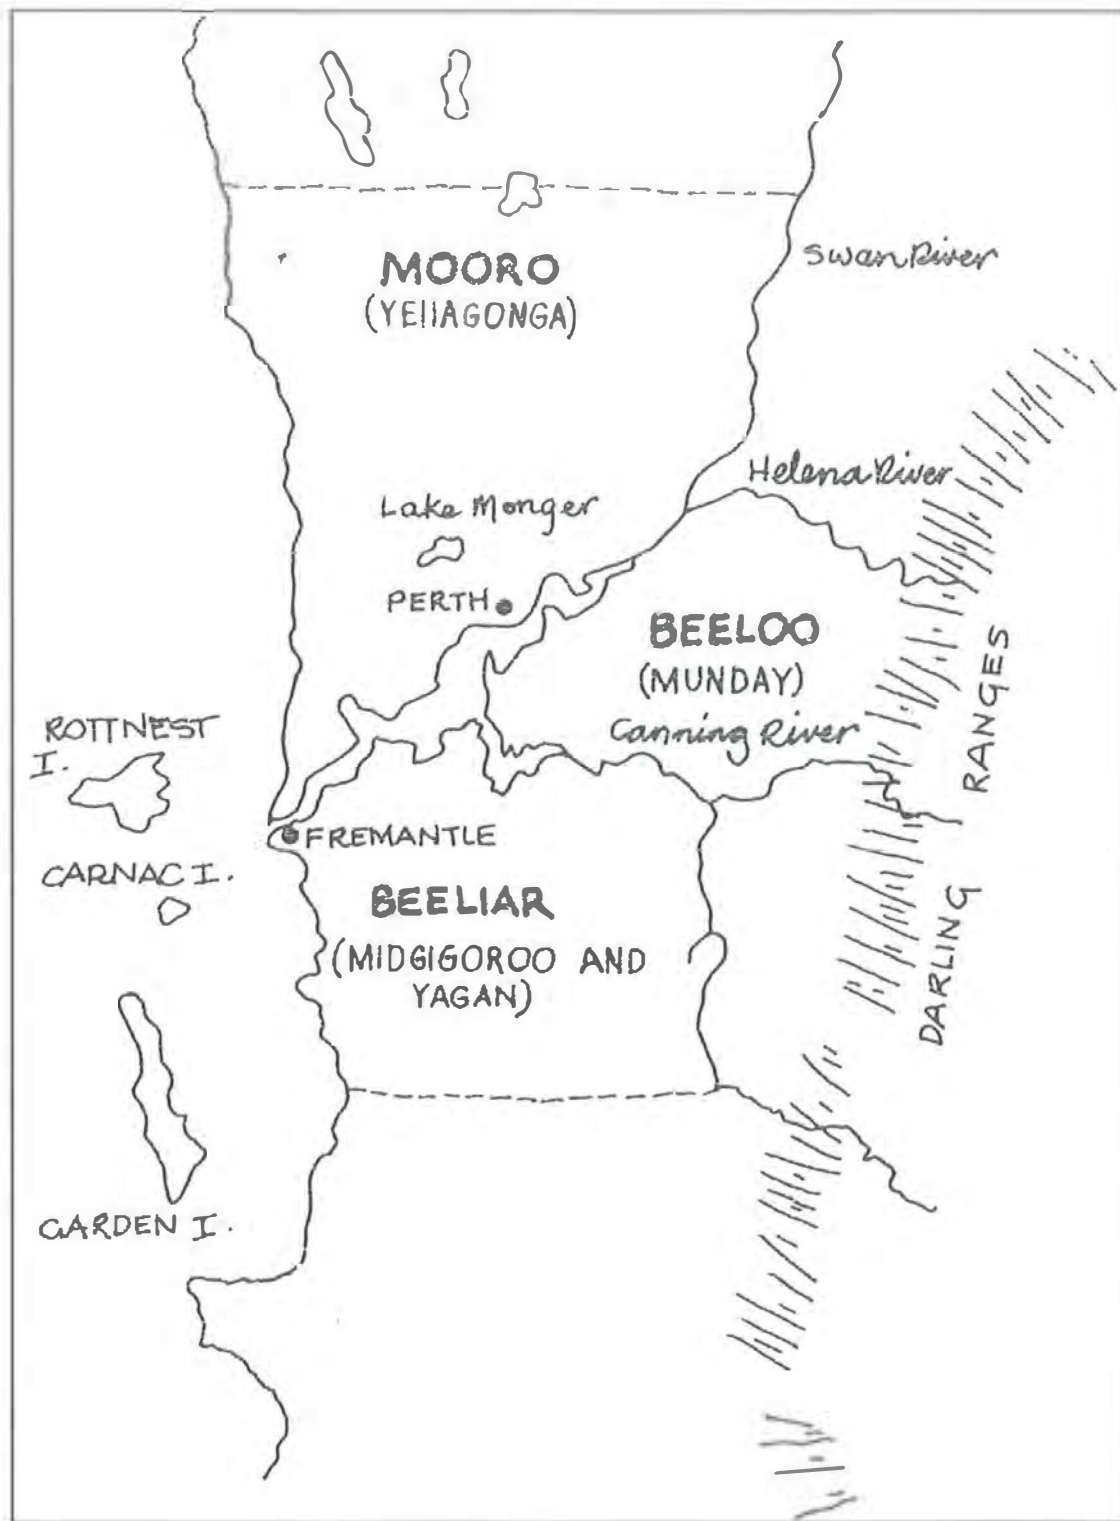 MOORO
(YELLAGONGA)
Swan River
Helena River
Lake Monger
PERTH
BEELOO
(MUNDAY)
Canning River
ROTTNEST
I.
CARNAC I.
FREMANTLE
BEELIAR
(MIDGIGOROO AND
YAGAN)
DARLING RANGES
GARDEN I.